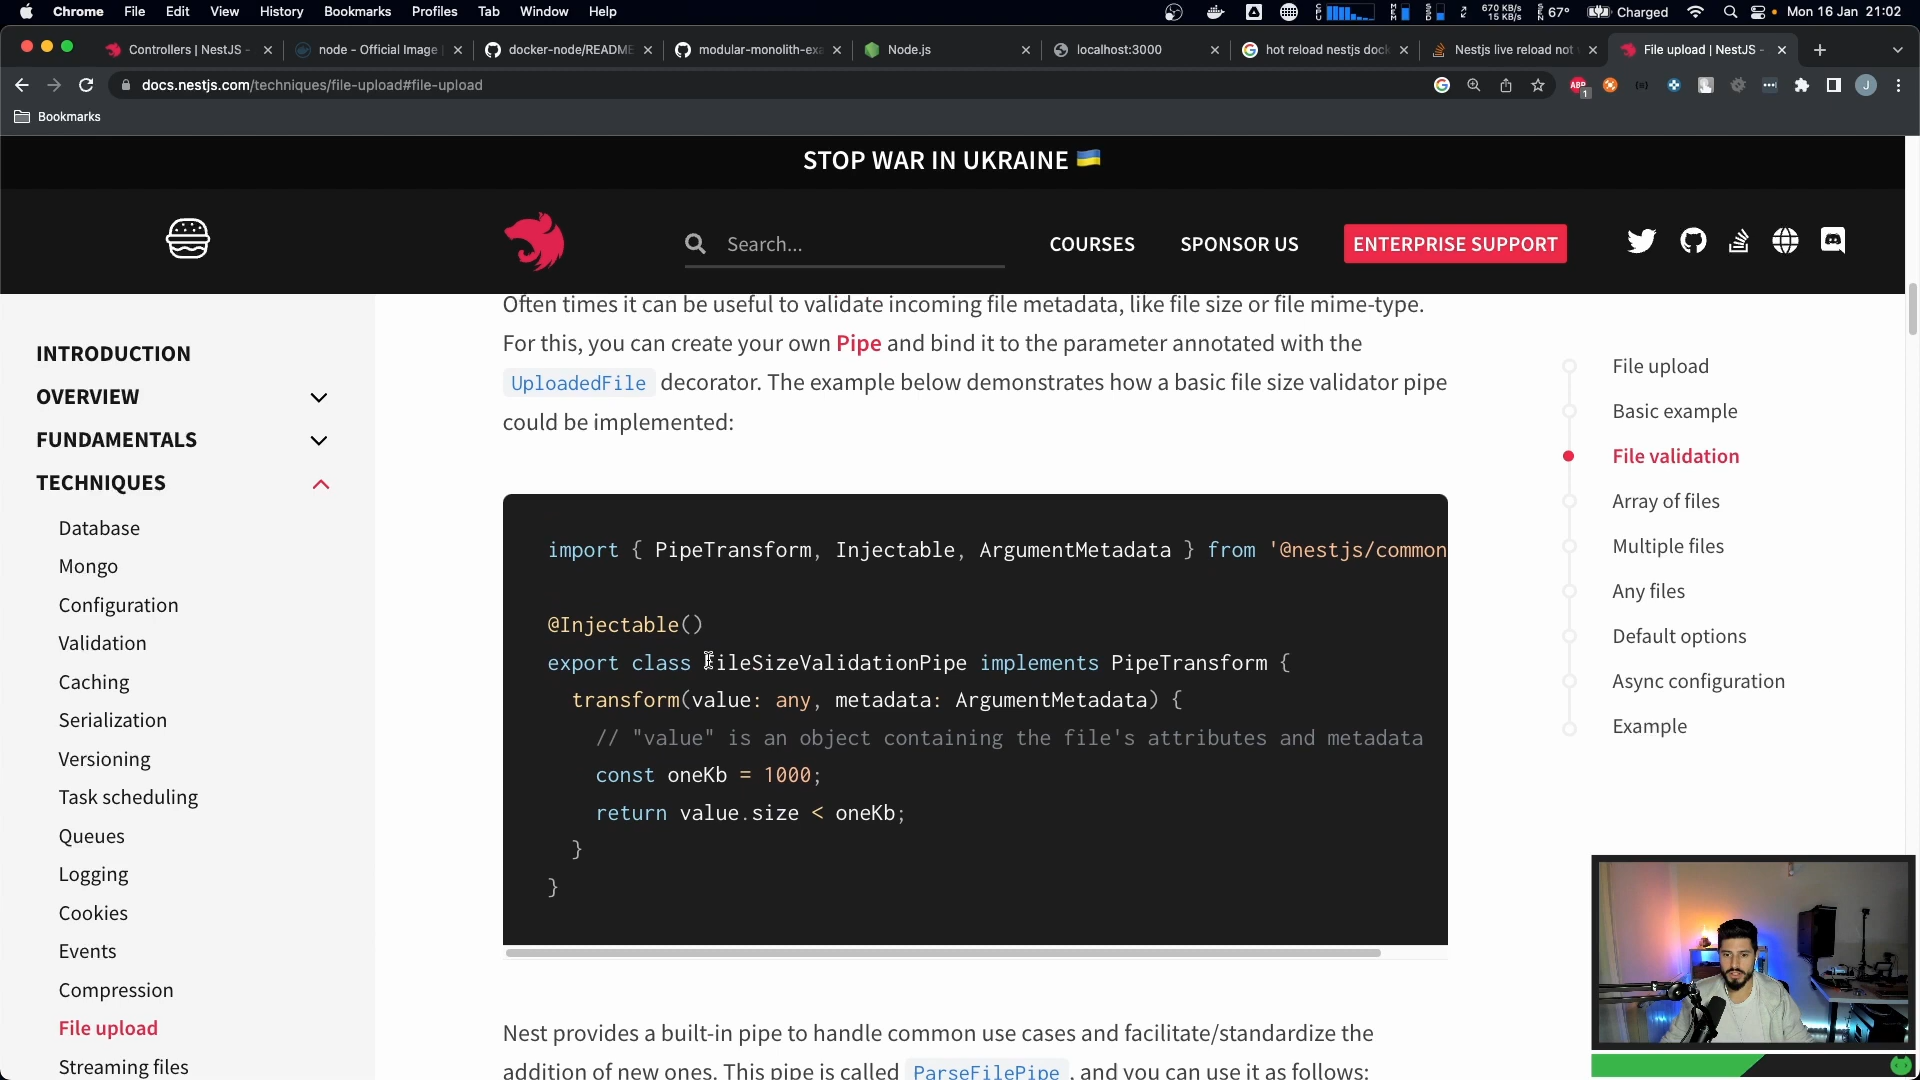 Chrome File Edit View History Bookmarks Profiles Tab Window Help 670 KB/s 15 KB/s 67° Charged Mon 16 Jan 21:02
Controllers | NestJS - node - Official Image docker-node/README modular-monolith-exa Node.js localhost:3000 hot reload nestjs dock Nestjs live reload not File upload | NestJS -
docs.nestjs.com/techniques/file-upload#file-upload ABP 1 J
Bookmarks
STOP WAR IN UKRAINE
Search... COURSES SPONSOR US ENTERPRISE SUPPORT
INTRODUCTION
OVERVIEW
FUNDAMENTALS
TECHNIQUES
Database
Mongo
Configuration
Validation
Caching
Serialization
Versioning
Task scheduling
Queues
Logging
Cookies
Events
Compression
File upload
Streaming files
Often times it can be useful to validate incoming file metadata, like file size or file mime-type.
For this, you can create your own Pipe and bind it to the parameter annotated with the
UploadedFile decorator. The example below demonstrates how a basic file size validator pipe
could be implemented:
import { PipeTransform, Injectable, ArgumentMetadata } from '@nestjs/common
@Injectable()
export class FileSizeValidationPipe implements PipeTransform {
transform(value: any, metadata: ArgumentMetadata) {
// "value" is an object containing the file's attributes and metadata
const oneKb = 1000;
return value.size < oneKb;
}
}
Nest provides a built-in pipe to handle common use cases and facilitate/standardize the
addition of new ones. This pipe is called ParseFilePipe, and you can use it as follows:
File upload
Basic example
File validation
Array of files
Multiple files
Any files
Default options
Async configuration
Example